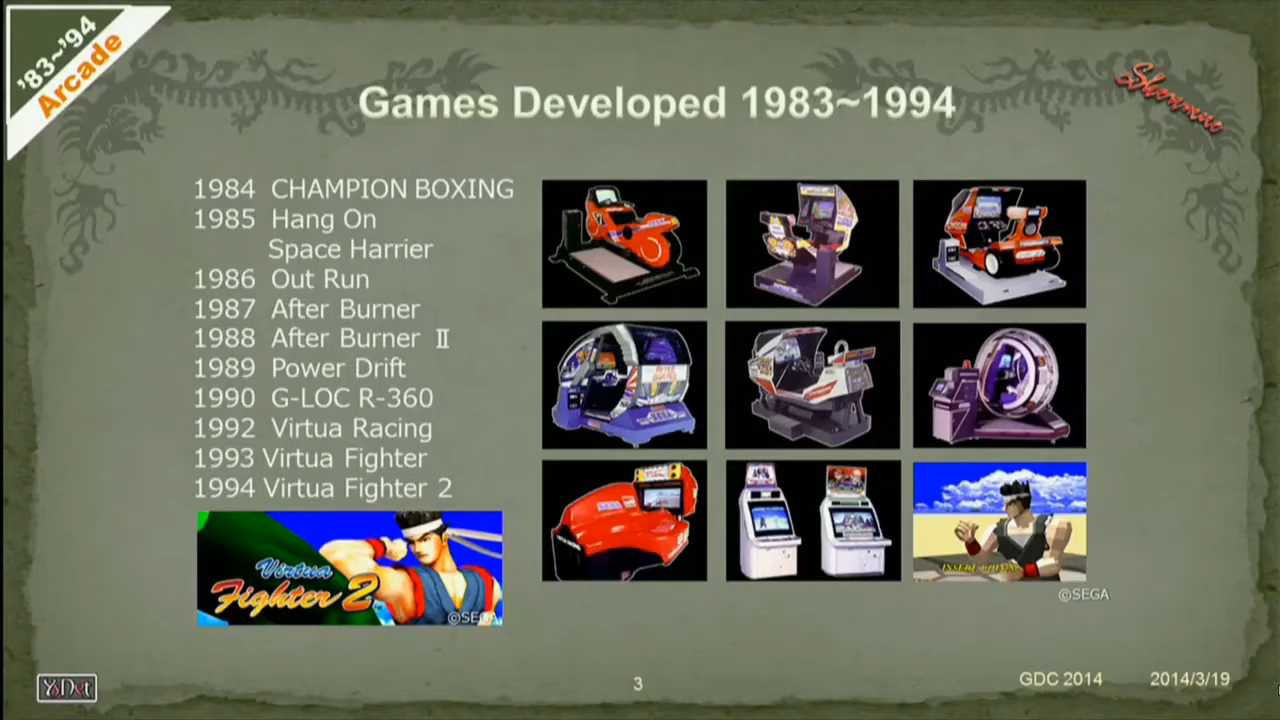 '83~'94
Arcade
Games Developed 1983~1994
Shenmue
1984 CHAMPION BOXING
1985 Hang On
Space Harrier
1986 Out Run
1987 After Burner
1988 After Burner Ⅱ
1989 Power Drift
1990 G-LOC R-360
1992 Virtua Racing
1993 Virtua Fighter
1994 Virtua Fighter 2
Virtua
Fighter 2
©SEGA
©SEGA
YsNet
3
GDC 2014
2014/3/19